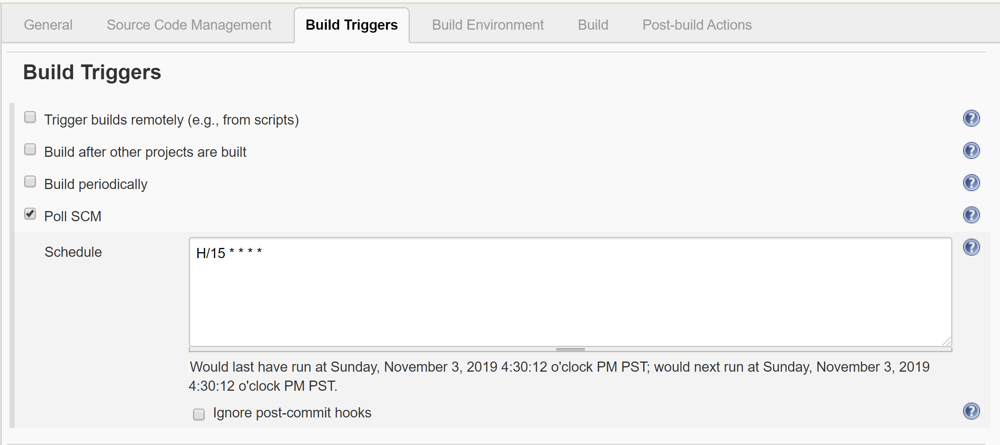 General Source Code Management Build Triggers Build Environment Build Post-build Actions
Build Triggers
Trigger builds remotely (e.g., from scripts)
Build after other projects are built
Build periodically
Poll SCM
Schedule H/15 * * * *
Would last have run at Sunday, November 3, 2019 4:30:12 o'clock PM PST; would next run at Sunday, November 3, 2019
4:30:12 o'clock PM PST.
Ignore post-commit hooks